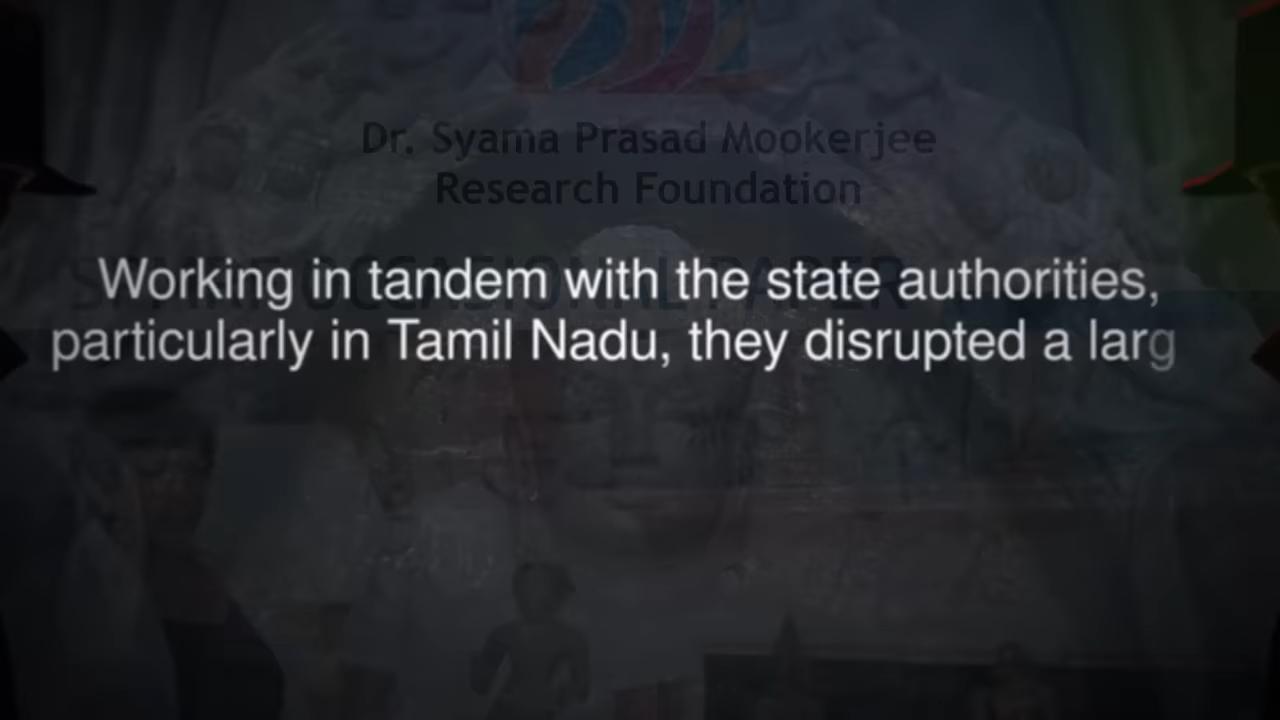 Dr. Syama Prasad Mookerjee
Research Foundation
Working in tandem with the state authorities,
particularly in Tamil Nadu, they disrupted a larg